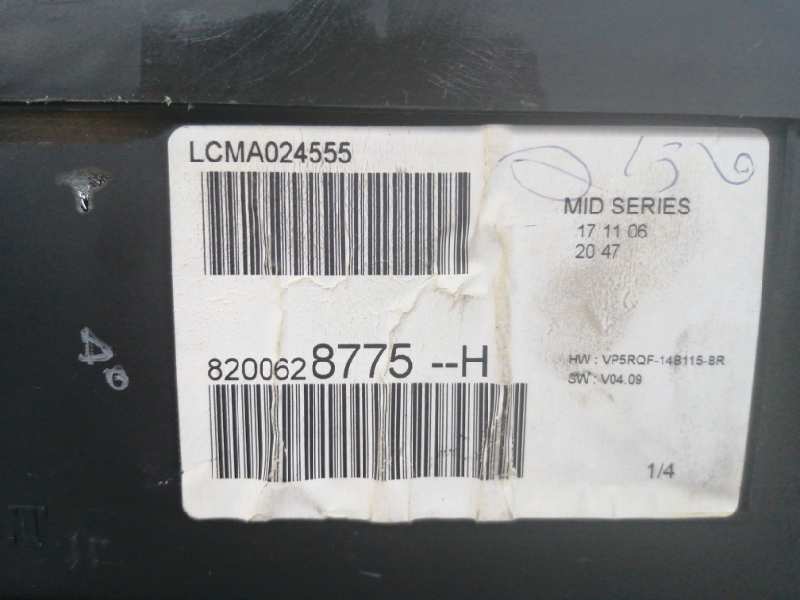 LCMA024555
MID SERIES
17 11 06
20 47
8200628775 --H
HW : VP5RQF-14B115-BR
SW : V04.09
1/4